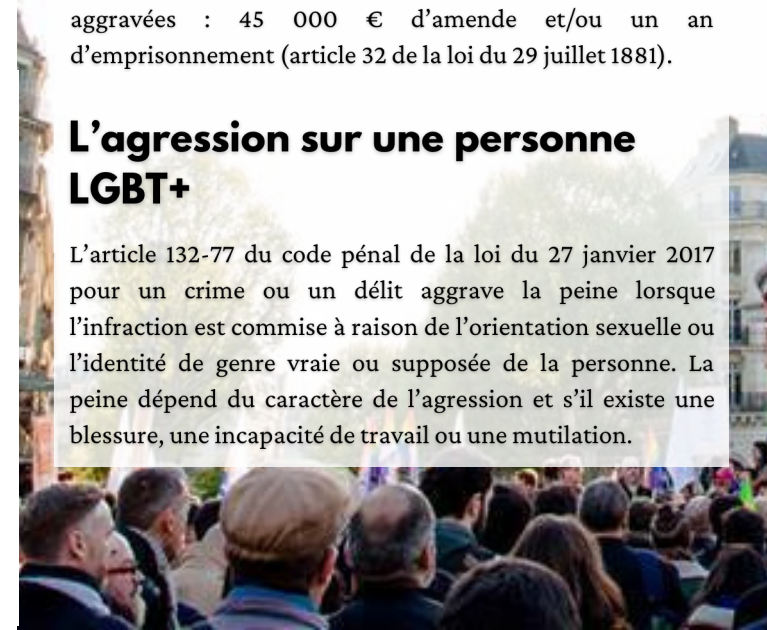 aggravées : 45 000 € d’amende et/ou un an
d’emprisonnement (article 32 de la loi du 29 juillet 1881).
L’agression sur une personne
LGBT+
L’article 132-77 du code pénal de la loi du 27 janvier 2017
pour un crime ou un délit aggrave la peine lorsque
l’infraction est commise à raison de l’orientation sexuelle ou
l’identité de genre vraie ou supposée de la personne. La
peine dépend du caractère de l’agression et s’il existe une
blessure, une incapacité de travail ou une mutilation.